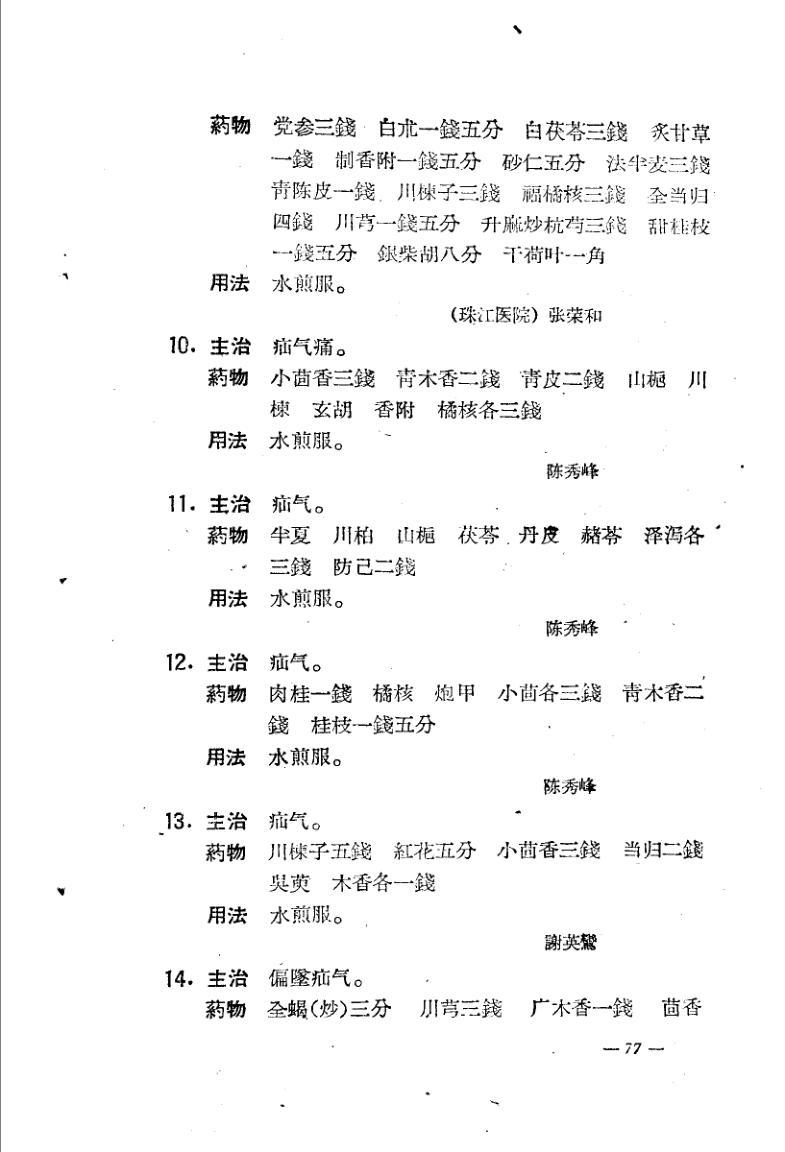 葯物 党参三錢 白朮一錢五分 白茯苓三錢 炙甘草
一錢 制香附一錢五分 砂仁五分 法半麦三錢
青陈皮一錢 川楝子三錢 福橘核三錢 全当归
四錢 川芎一錢五分 升麻炒杭芍三錢 甜桂枝
一錢五分 銀柴胡八分 干荷叶一角
用法 水煎服。
(珠江医院) 张荣和
10. 主治 疝气痛。
葯物 小茴香三錢 青木香二錢 青皮二錢 山梔 川
楝 玄胡 香附 橘核各三錢
用法 水煎服。
陈秀峰
11. 主治 疝气。
葯物 半夏 川柏 山梔 茯苓 丹皮 赭苓 泽泻各
三錢 防己二錢
用法 水煎服。
陈秀峰
12. 主治 疝气。
葯物 肉桂一錢 橘核 炮甲 小茴各三錢 青木香二
錢 桂枝一錢五分
用法 水煎服。
陈秀峰
13. 主治 疝气。
葯物 川楝子五錢 紅花五分 小茴香三錢 当归二錢
吳萸 木香各一錢
用法 水煎服。
謝英鸞
14. 主治 偏墜疝气。
葯物 全蝎(炒)三分 川芎三錢 广木香一錢 茴香
— 77 —